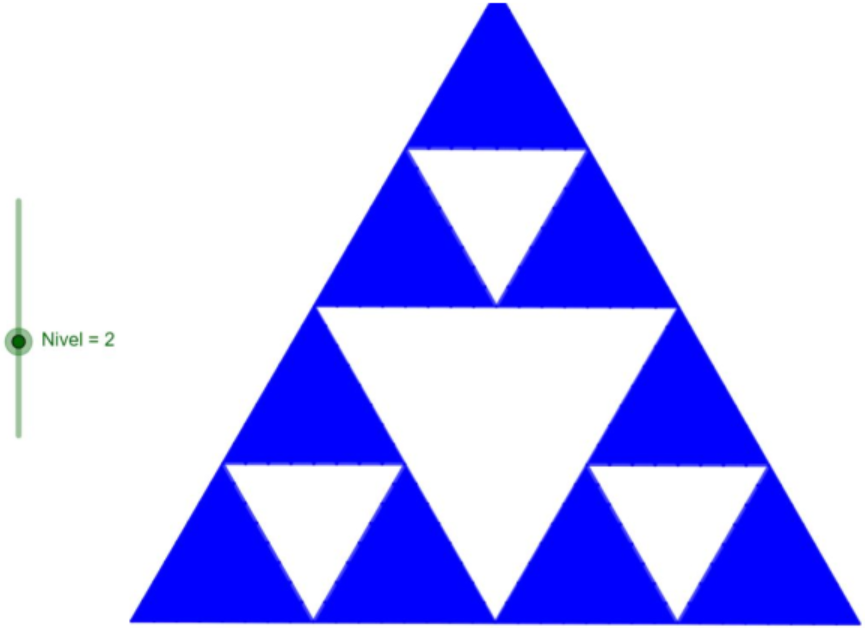 Nivel = 2